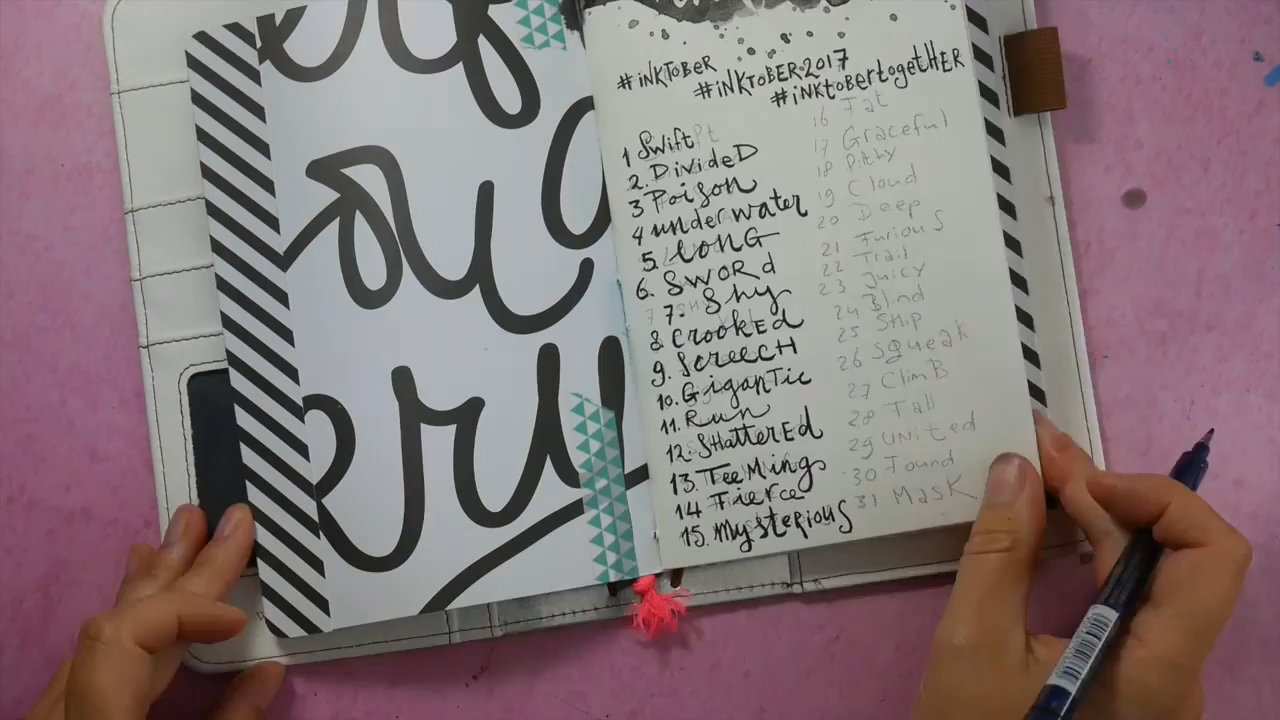 #iNKTOBER
#iNKTOBER2017
#iNKtoBERtogetHER
1 Swift
2. DivideD
3 Poison
4 underwater
5. LONG
6. SWORd
7. Shy
8 CrookEd
9. ScreeCH
10. GiganTic
11. Run
12. SHatterEd
13. TeeMings
14 Fierce
15. MysteRious
16 Fat
17 Graceful
18 Filthy
19 Cloud
20 Deep
21 FuriouS
22 Trail
23 Juicy
24 Blind
25 Ship
26 SQueak
27 ClimB
28 Tall
29 UNited
30 Found
31 MasK